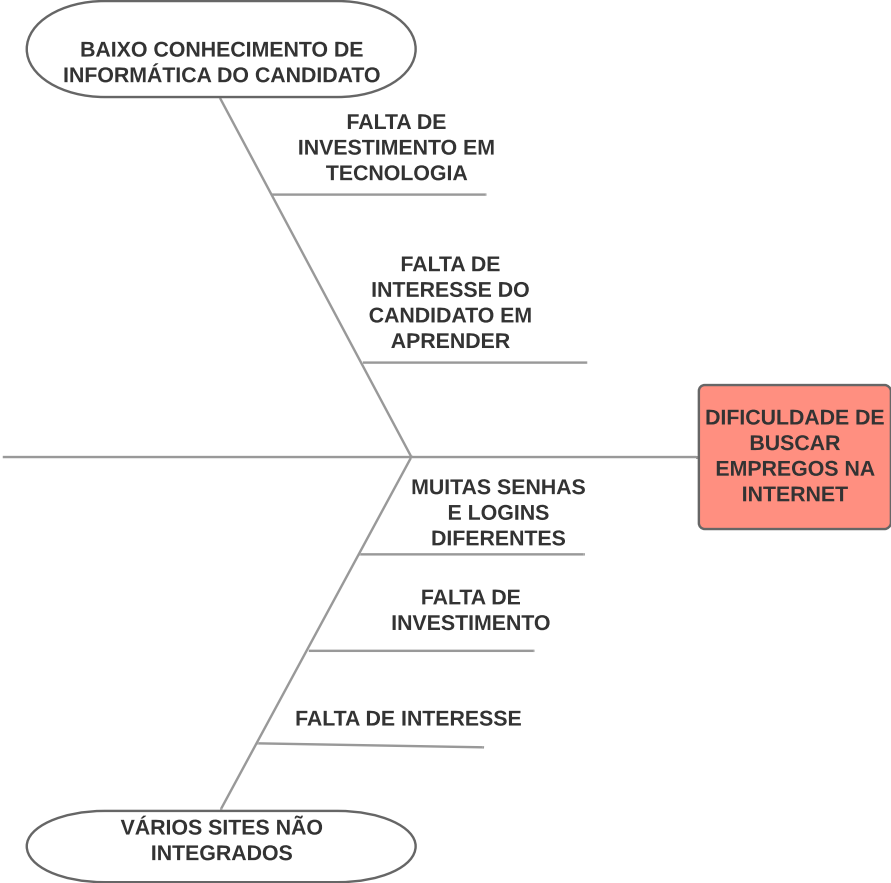 BAIXO CONHECIMENTO DE
INFORMÁTICA DO CANDIDATO
FALTA DE
INVESTIMENTO EM
TECNOLOGIA
FALTA DE
INTERESSE DO
CANDIDATO EM
APRENDER
DIFICULDADE DE
BUSCAR
EMPREGOS NA
INTERNET
MUITAS SENHAS
E LOGINS
DIFERENTES
FALTA DE
INVESTIMENTO
FALTA DE INTERESSE
VÁRIOS SITES NÃO
INTEGRADOS